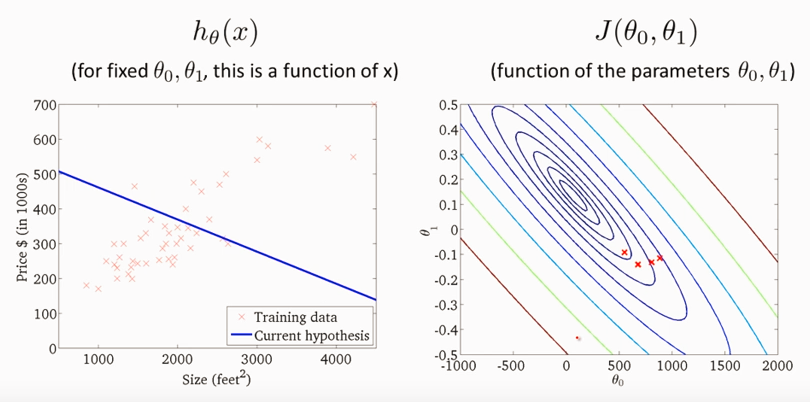 h_θ(x)
(for fixed θ₀, θ₁, this is a function of x)
700
600
500
400
300
200
100
0
Price $ (in 1000s)
1000 2000 3000 4000
Size (feet²)
Training data
Current hypothesis
J(θ₀, θ₁)
(function of the parameters θ₀, θ₁)
0.5
0.4
0.3
0.2
0.1
0
-0.1
-0.2
-0.3
-0.4
-0.5
θ₁
-1000 -500 0 500 1000 1500 2000
θ₀